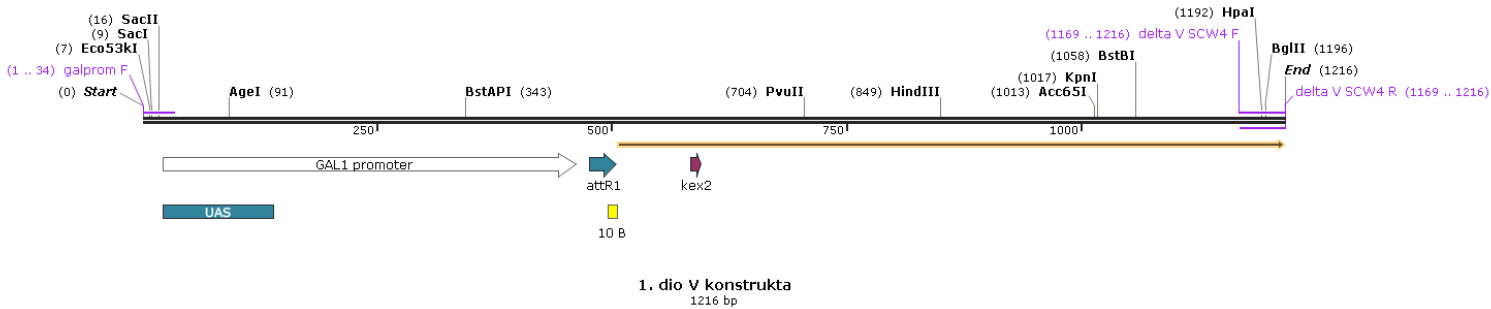 (1192) HpaI
(16) SacII
(9) SacI
(1169 .. 1216) delta V SCW4 F
(7) Eco53kI
BglII (1196)
(1058) BstBI
(1 .. 34) galprom F
(1017) KpnI
End (1216)
(0) Start
AgeI (91)
BstAPI (343)
(704) PvuII
(849) HindIII
(1013) Acc65I
delta V SCW4 R (1169 .. 1216)
250
500
750
1000
GAL1 promoter
attR1
kex2
UAS
10 B
1. dio V konstrukta
1216 bp